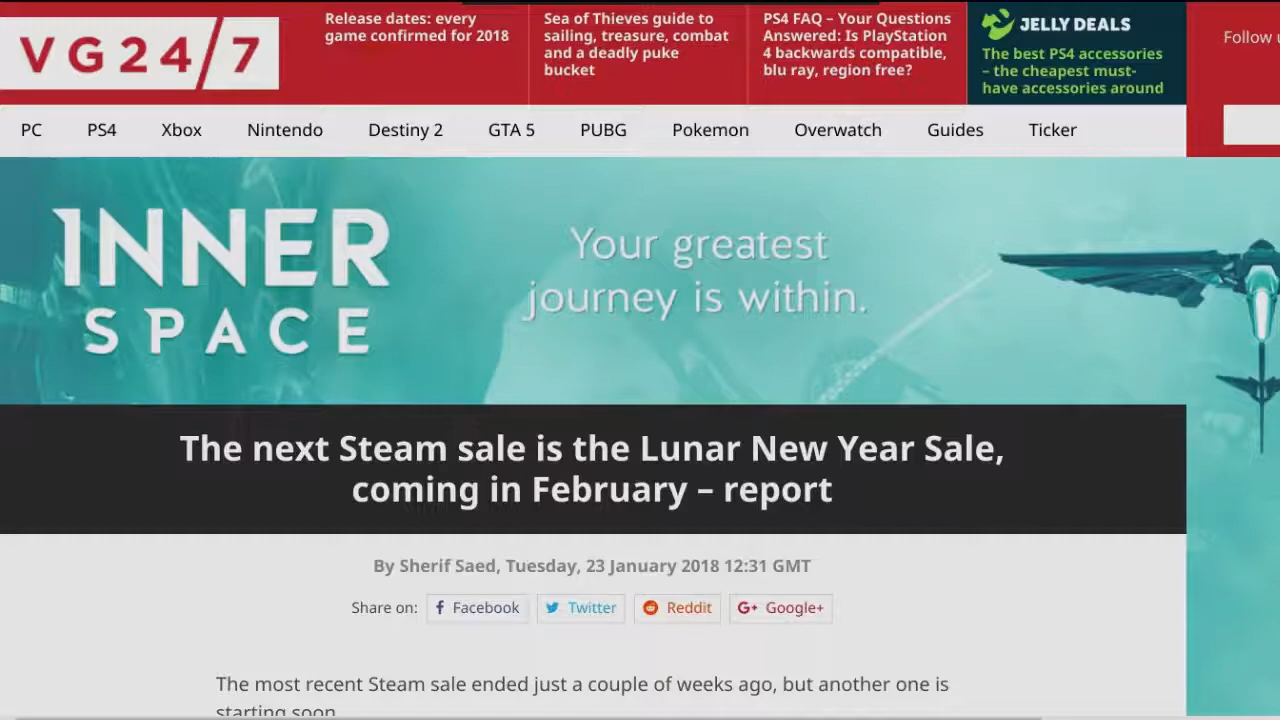 VG24/7
Release dates: every
game confirmed for 2018
Sea of Thieves guide to
sailing, treasure, combat
and a deadly puke
bucket
PS4 FAQ – Your Questions
Answered: Is PlayStation
4 backwards compatible,
blu ray, region free?
JELLY DEALS
The best PS4 accessories
– the cheapest must-
have accessories around
Follow
PC PS4 Xbox Nintendo Destiny 2 GTA 5 PUBG Pokemon Overwatch Guides Ticker
INNER
SPACE
Your greatest
journey is within.
The next Steam sale is the Lunar New Year Sale,
coming in February – report
By Sherif Saed, Tuesday, 23 January 2018 12:31 GMT
Share on: Facebook Twitter Reddit G+ Google+
The most recent Steam sale ended just a couple of weeks ago, but another one is
starting soon